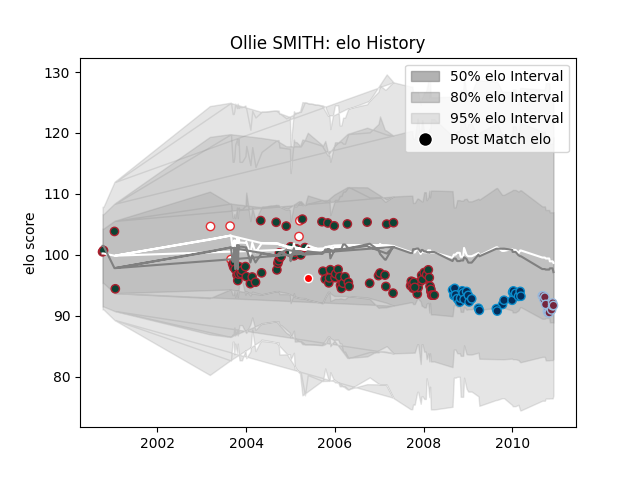 Ollie SMITH: elo History
130
120
110
100
90
80
elo score
50% elo Interval
80% elo Interval
95% elo Interval
Post Match elo
2002
2004
2006
2008
2010